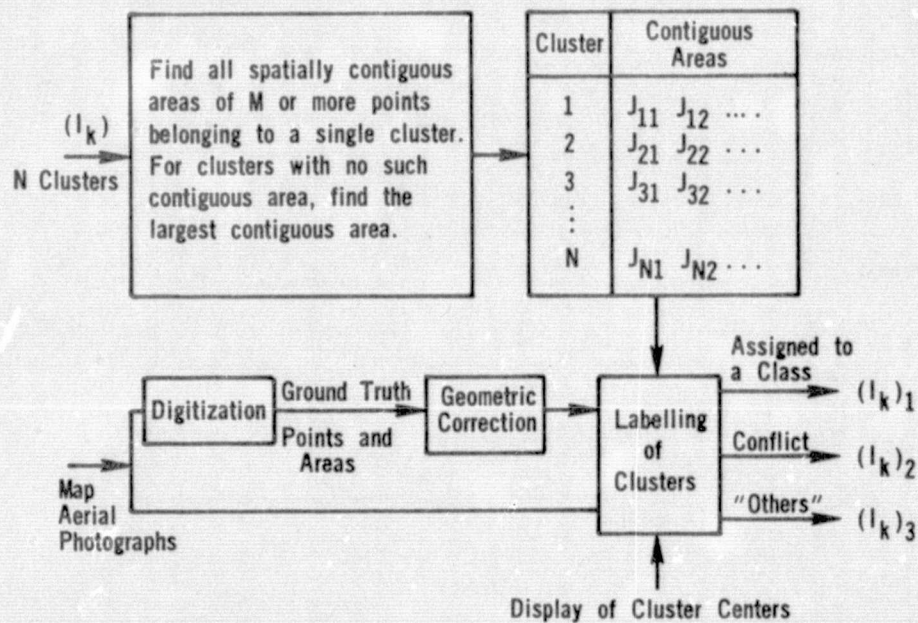 (I_k)
N Clusters
Find all spatially contiguous
areas of M or more points
belonging to a single cluster.
For clusters with no such
contiguous area, find the
largest contiguous area.
Cluster Contiguous Areas
1 J_11 J_12 ....
2 J_21 J_22 ...
3 J_31 J_32 ...
⋮
N J_N1 J_N2 ...
Map
Aerial
Photographs
Digitization
Ground Truth
Points and
Areas
Geometric
Correction
Labelling
of
Clusters
Assigned to
a Class
(I_k)_1
Conflict
(I_k)_2
"Others"
(I_k)_3
Display of Cluster Centers